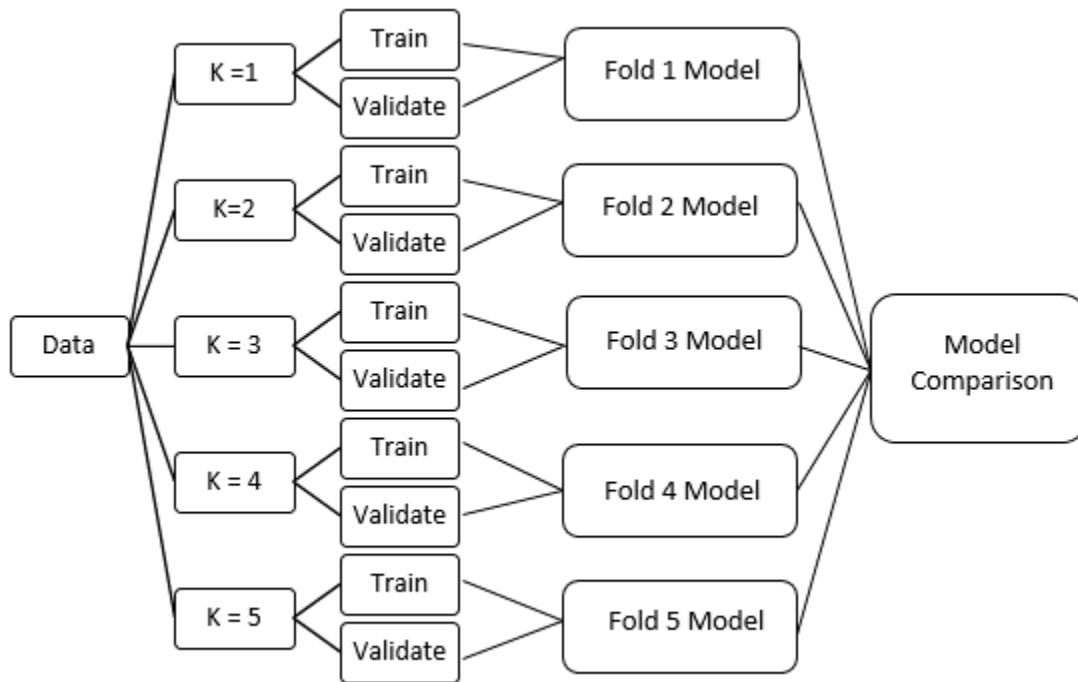 Data
K =1
Train
Validate
Fold 1 Model
K=2
Train
Validate
Fold 2 Model
K = 3
Train
Validate
Fold 3 Model
K = 4
Train
Validate
Fold 4 Model
K = 5
Train
Validate
Fold 5 Model
Model
Comparison